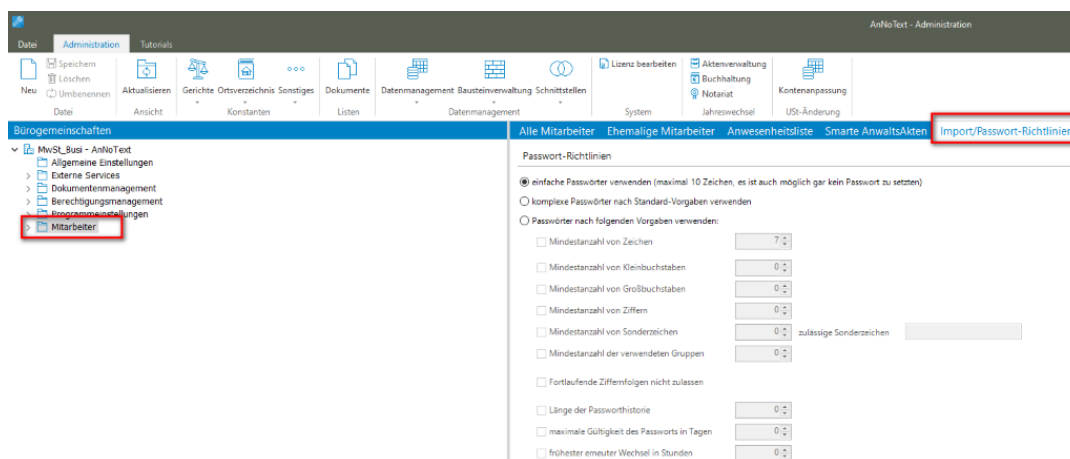 AnNoText - Administration
Datei Administration Tutorials
Neu
Speichern
Löschen
Umbenennen
Datei
Aktualisieren
Ansicht
Gerichte Ortsverzeichnis Sonstiges
Konstanten
Dokumente
Listen
Datenmanagement Bausteinverwaltung Schnittstellen
Datenmanagement
Lizenz bearbeiten
System
Aktenverwaltung
Buchhaltung
Notariat
Jahreswechsel
Kontenanpassung
USt-Änderung
Bürogemeinschaften
MwSt_Busi - AnNoText
Allgemeine Einstellungen
Externe Services
Dokumentenmanagement
Berechtigungsmanagement
Programmeinstellungen
Mitarbeiter
Alle Mitarbeiter Ehemalige Mitarbeiter Anwesenheitsliste Smarte AnwaltsAkten Import/Passwort-Richtlinien
Passwort-Richtlinien
einfache Passwörter verwenden (maximal 10 Zeichen, es ist auch möglich gar kein Passwort zu setzten)
komplexe Passwörter nach Standard-Vorgaben verwenden
Passwörter nach folgenden Vorgaben verwenden:
Mindestanzahl von Zeichen 7
Mindestanzahl von Kleinbuchstaben 0
Mindestanzahl von Großbuchstaben 0
Mindestanzahl von Ziffern 0
Mindestanzahl von Sonderzeichen 0 zulässige Sonderzeichen
Mindestanzahl der verwendeten Gruppen 0
Fortlaufende Ziffernfolgen nicht zulassen
Länge der Passworthistorie 0
maximale Gültigkeit des Passworts in Tagen 0
frühester erneuter Wechsel in Stunden 0